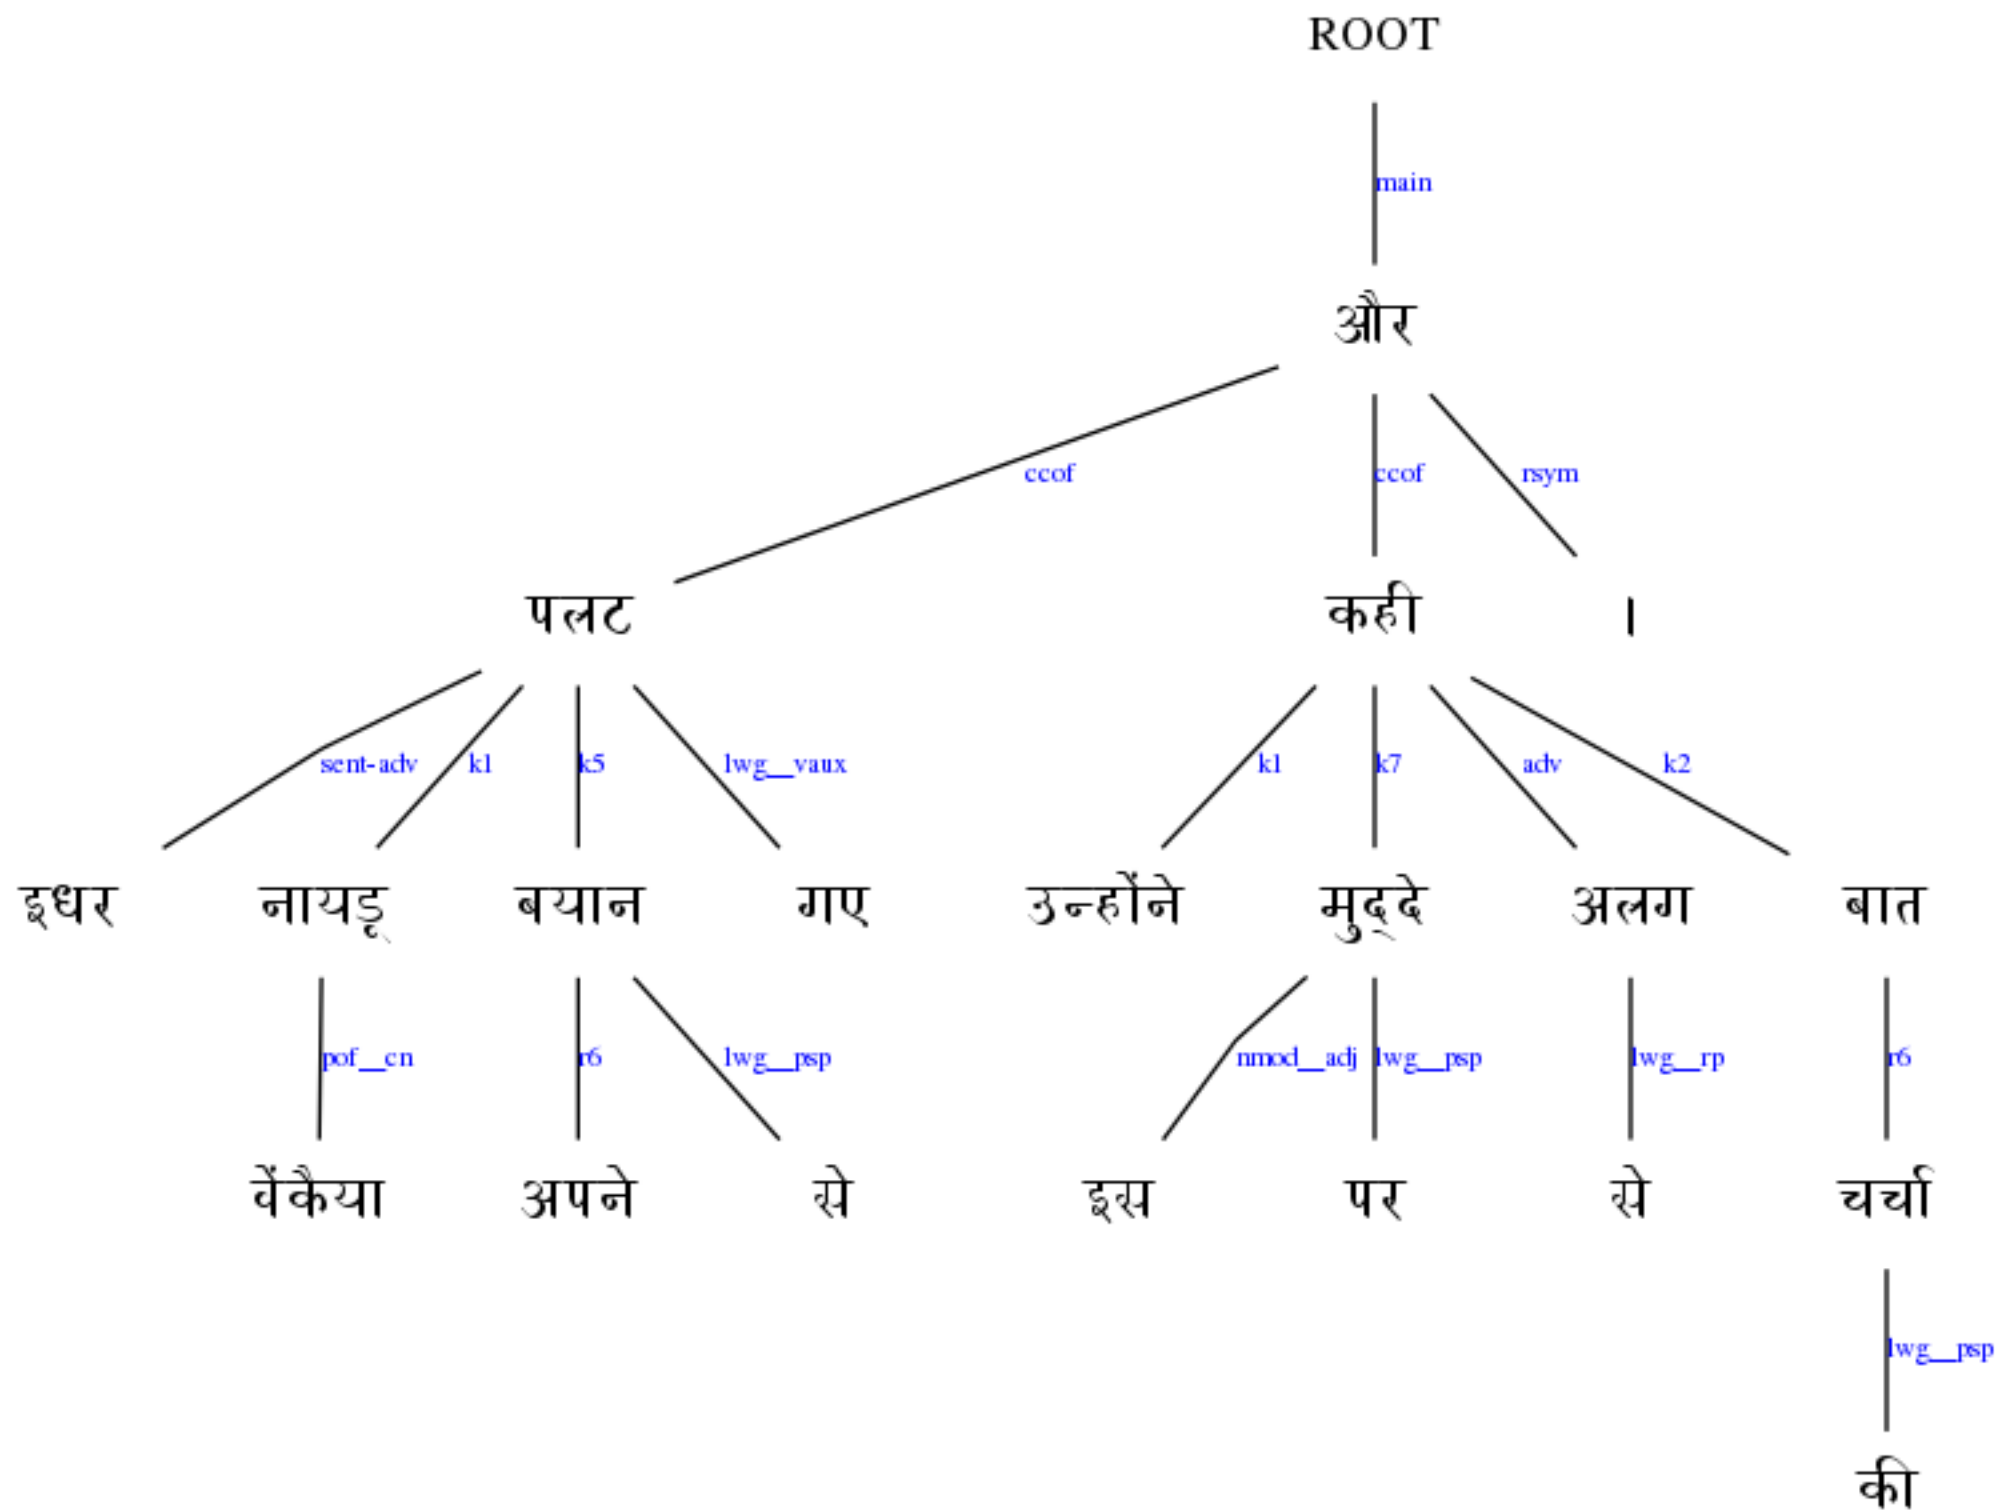 ROOT
main
और
ccof ccof rsym
पलट कही ।
sent-adv k1 k5 lwg__vaux k1 k7 adv k2
इधर नायडू बयान गए उन्होंने मुद्दे अलग बात
pof__cn r6 lwg__psp nmod__adj lwg__psp lwg__rp r6
वेंकैया अपने से इस पर से चर्चा
lwg__psp
की